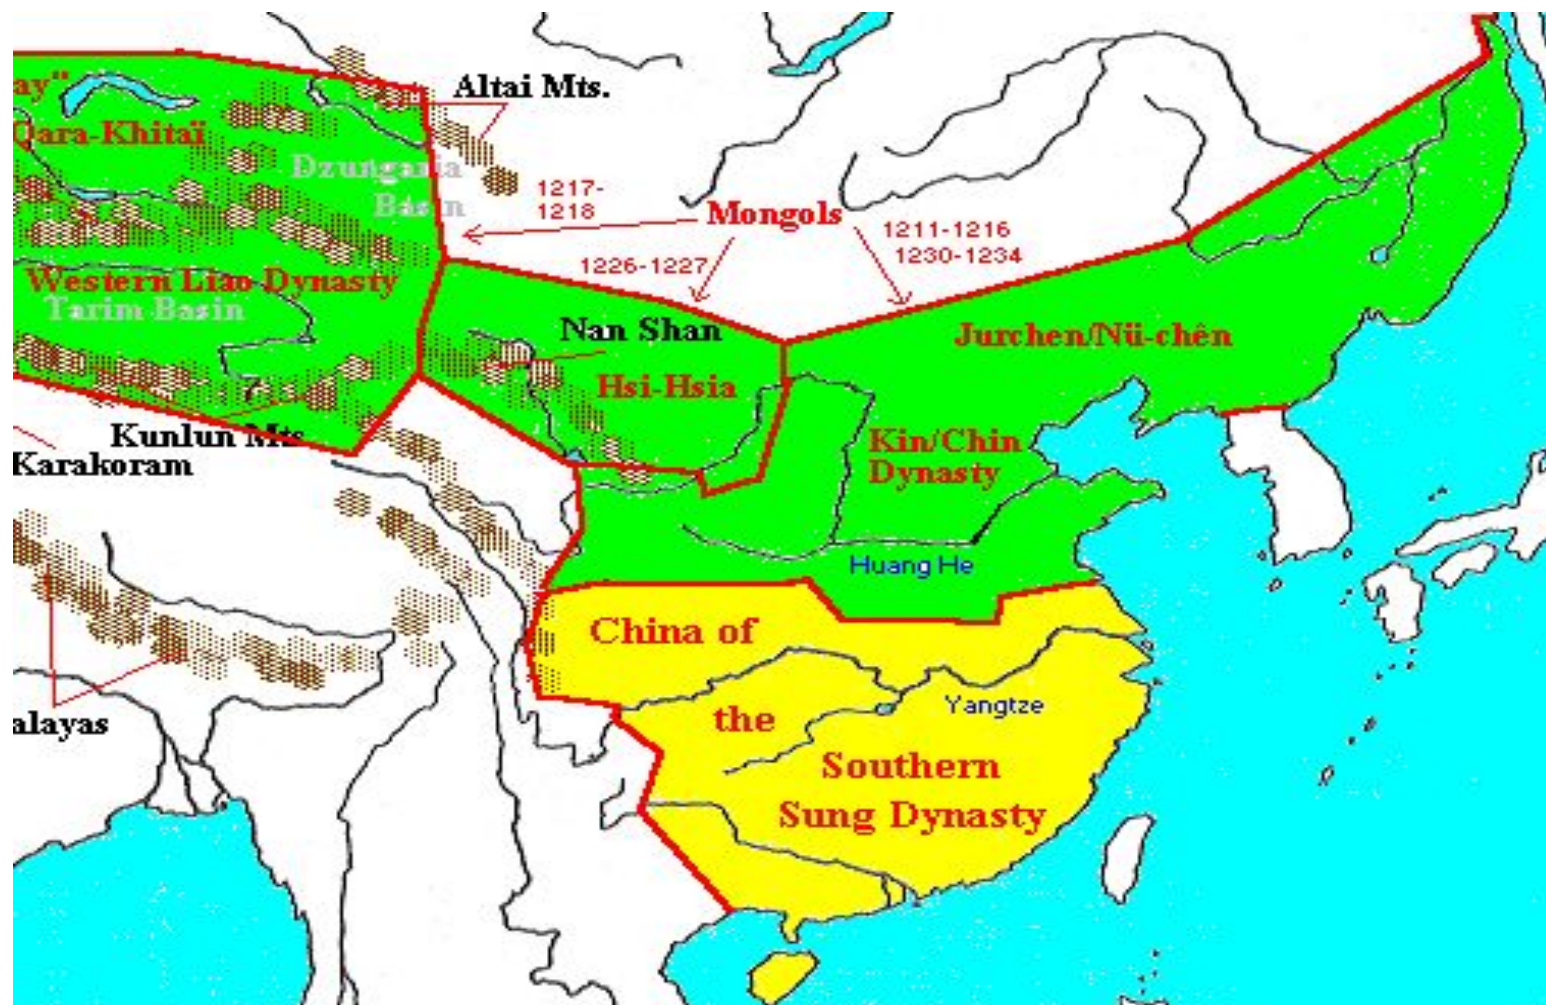 ay"
Altai Mts.
Qara-Khitaï
Dzungaria
Basin
1217-
1218
Mongols
1211-1216
1230-1234
1226-1227
Western Liao Dynasty
Tarim Basin
Nan Shan
Jurchen/Nü-chên
Hsi-Hsia
Kunlun Mts.
Karakoram
Kin/Chin
Dynasty
Huang He
China of
the
Southern
Sung Dynasty
Yangtze
alayas